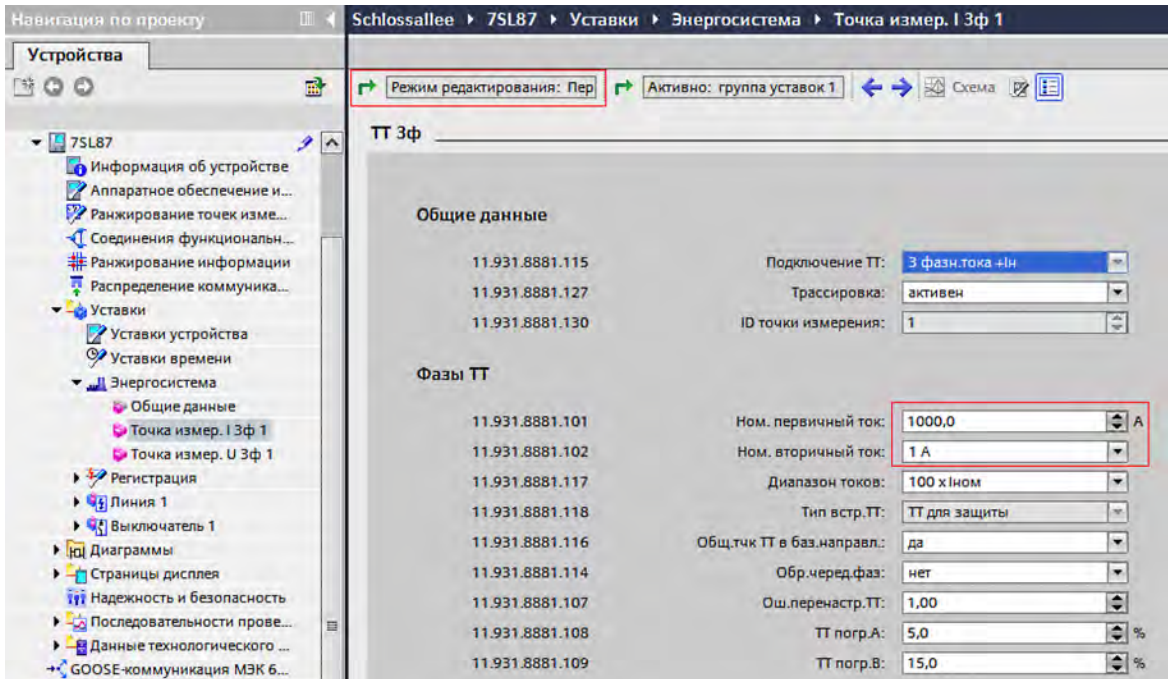 Навигация по проекту
Schlossallee ▸ 7SL87 ▸ Уставки ▸ Энергосистема ▸ Точка измер. I 3ф 1
Устройства
7SL87
Информация об устройстве
Аппаратное обеспечение и...
Ранжирование точек изме...
Соединения функциональн...
Ранжирование информации
Распределение коммуника...
Уставки
Уставки устройства
Уставки времени
Энергосистема
Общие данные
Точка измер. I 3ф 1
Точка измер. U 3ф 1
Регистрация
Линия 1
Выключатель 1
Диаграммы
Страницы дисплея
Надежность и безопасность
Последовательности прове...
Данные технологического ...
GOOSE-коммуникация МЭК 6...
Режим редактирования: Пер
Активно: группа уставок 1
Схема
ТТ 3ф
Общие данные
11.931.8881.115 Подключение ТТ: 3 фазн.тока +Iн
11.931.8881.127 Трассировка: активен
11.931.8881.130 ID точки измерения: 1
Фазы ТТ
11.931.8881.101 Ном. первичный ток: 1000,0 А
11.931.8881.102 Ном. вторичный ток: 1 А
11.931.8881.117 Диапазон токов: 100 x Iном
11.931.8881.118 Тип встр.ТТ: ТТ для защиты
11.931.8881.116 Общ.тчк ТТ в баз.направл.: да
11.931.8881.114 Обр.черед.фаз: нет
11.931.8881.107 Ош.перенастр.ТТ: 1,00
11.931.8881.108 ТТ погр.А: 5,0 %
11.931.8881.109 ТТ погр.В: 15,0 %